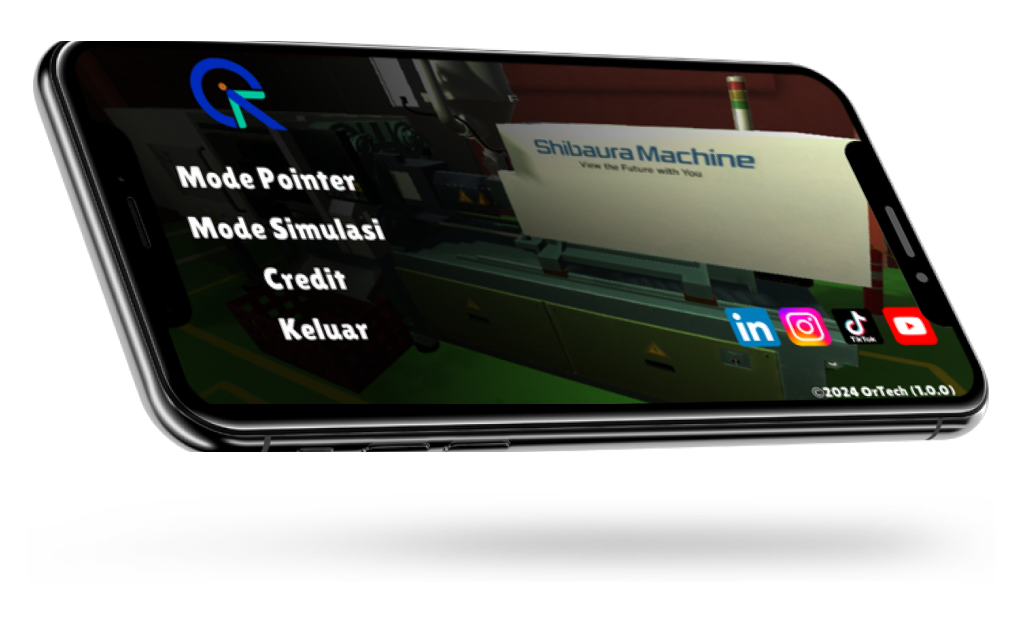 Shibaura Machine
View the Future with You
Mode Pointer
Mode Simulasi
Credit
Keluar
in
TikTok
©2024 OrTech (1.0.0)